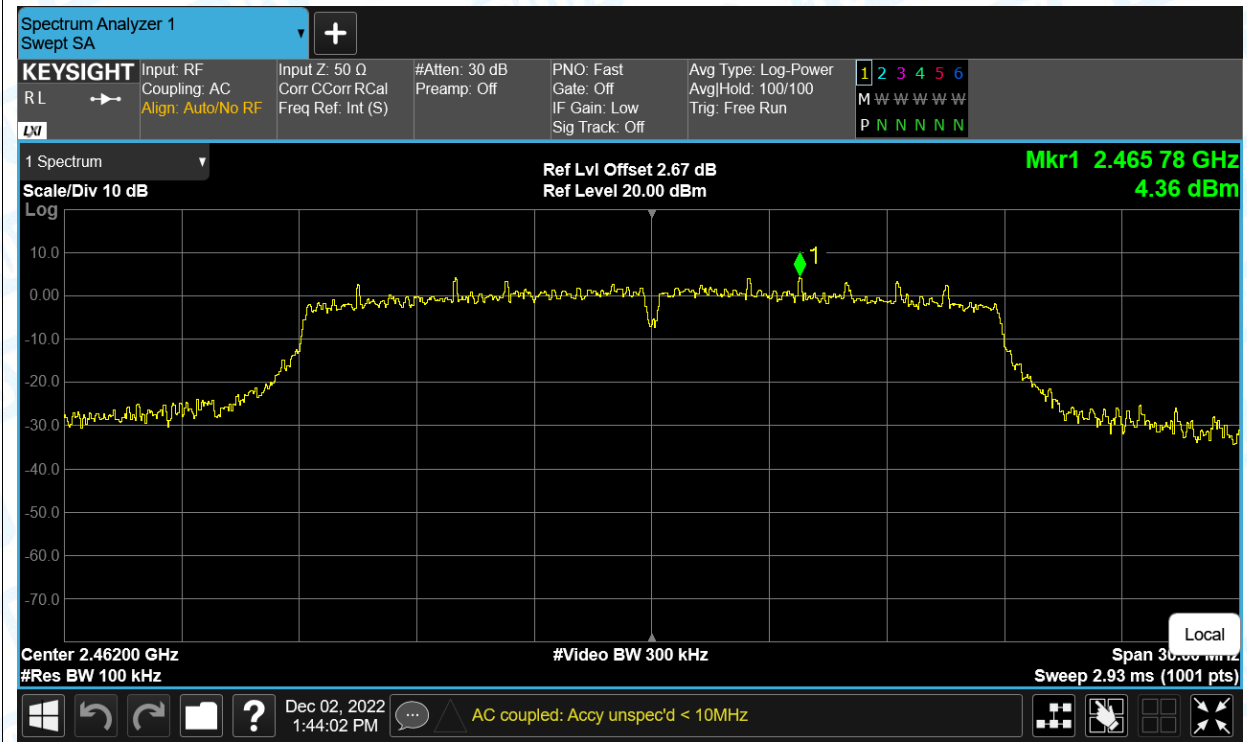 Spectrum Analyzer 1
Swept SA
+
KEYSIGHT
R L
LXI
Input: RF
Coupling: AC
Align: Auto/No RF
Input Z: 50 Ω
Corr CCorr RCal
Freq Ref: Int (S)
#Atten: 30 dB
Preamp: Off
PNO: Fast
Gate: Off
IF Gain: Low
Sig Track: Off
Avg Type: Log-Power
Avg|Hold: 100/100
Trig: Free Run
1 2 3 4 5 6
M W W W W W
P N N N N N
1 Spectrum
Scale/Div 10 dB
Log
Ref Lvl Offset 2.67 dB
Ref Level 20.00 dBm
Mkr1 2.465 78 GHz
4.36 dBm
1
10.0
0.00
-10.0
-20.0
-30.0
-40.0
-50.0
-60.0
-70.0
Local
Center 2.46200 GHz
#Res BW 100 kHz
#Video BW 300 kHz
Span 30.00 MHz
Sweep 2.93 ms (1001 pts)
?
Dec 02, 2022
1:44:02 PM
AC coupled: Accy unspec'd < 10MHz